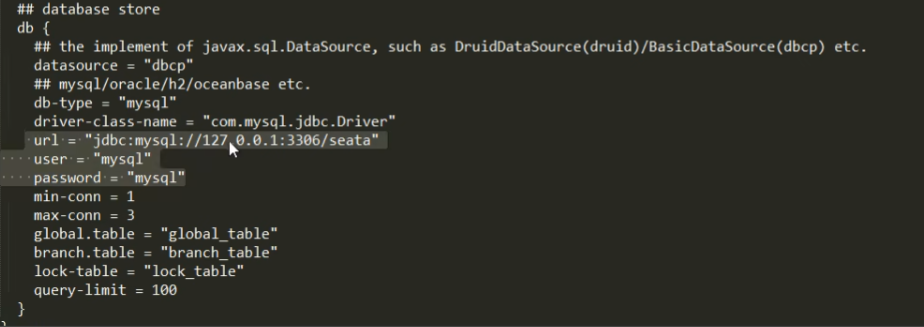 ## database store
db {
## the implement of javax.sql.DataSource, such as DruidDataSource(druid)/BasicDataSource(dbcp) etc.
datasource = "dbcp"
## mysql/oracle/h2/oceanbase etc.
db-type = "mysql"
driver-class-name = "com.mysql.jdbc.Driver"
url = "jdbc:mysql://127.0.0.1:3306/seata"
user = "mysql"
password = "mysql"
min-conn = 1
max-conn = 3
global.table = "global_table"
branch.table = "branch_table"
lock-table = "lock_table"
query-limit = 100
}